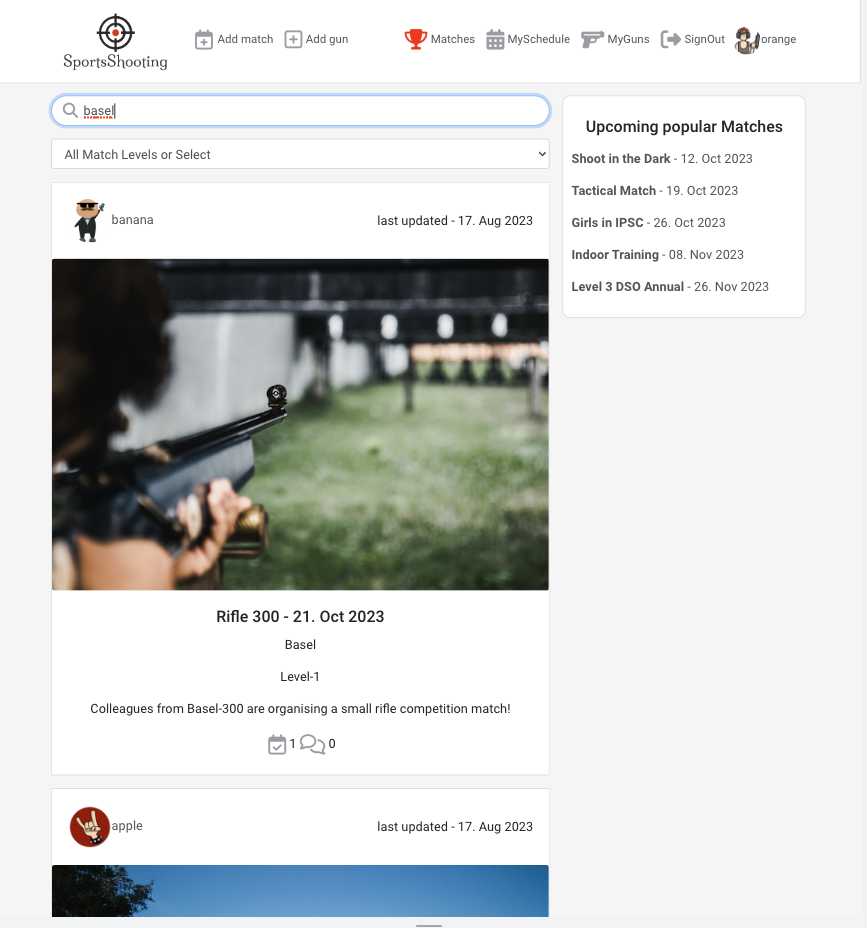 SportsShooting
Add match
Add gun
Matches
MySchedule
MyGuns
SignOut
orange
basel
All Match Levels or Select
banana
last updated - 17. Aug 2023
Rifle 300 - 21. Oct 2023
Basel
Level-1
Colleagues from Basel-300 are organising a small rifle competition match!
1 0
apple
last updated - 17. Aug 2023
Upcoming popular Matches
Shoot in the Dark - 12. Oct 2023
Tactical Match - 19. Oct 2023
Girls in IPSC - 26. Oct 2023
Indoor Training - 08. Nov 2023
Level 3 DSO Annual - 26. Nov 2023